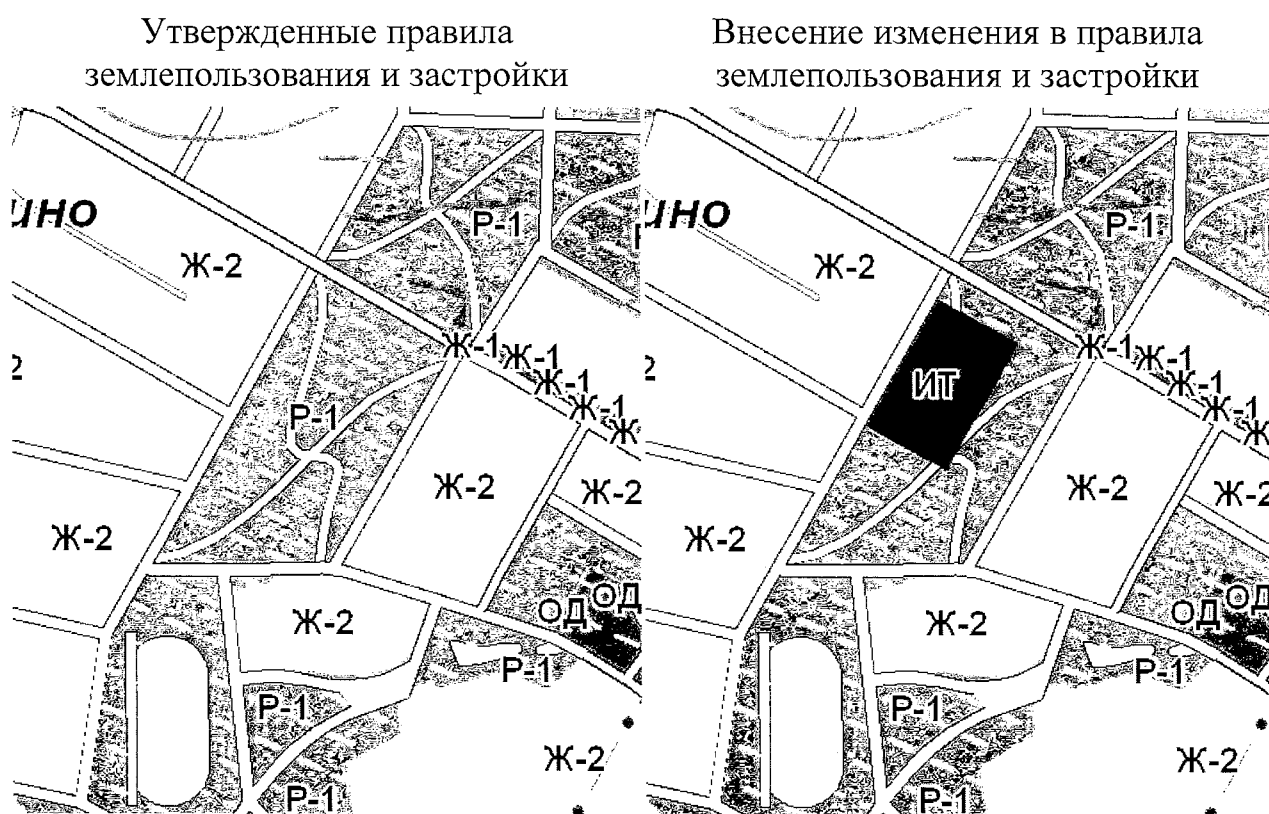 Утвержденные правила
землепользования и застройки
Р-1
ино
Ж-2
Ж-1
Ж-1
2
Ж-1
Р-1
Ж-1
Ж-
Ж-2
Ж-2
Ж-2
ОД
ОД
Ж-2
Р-1
Р-1
Ж-2
Р-1
Внесение изменения в правила
землепользования и застройки
ино
Р-1
Ж-2
Ж-1
Ж-1
2
ИТ
Ж-1
Ж-1
Ж
Ж-2
Ж-2
Ж-2
ОД
ОД
Ж-2
Р-1
Р-1
Ж-2
Р-1